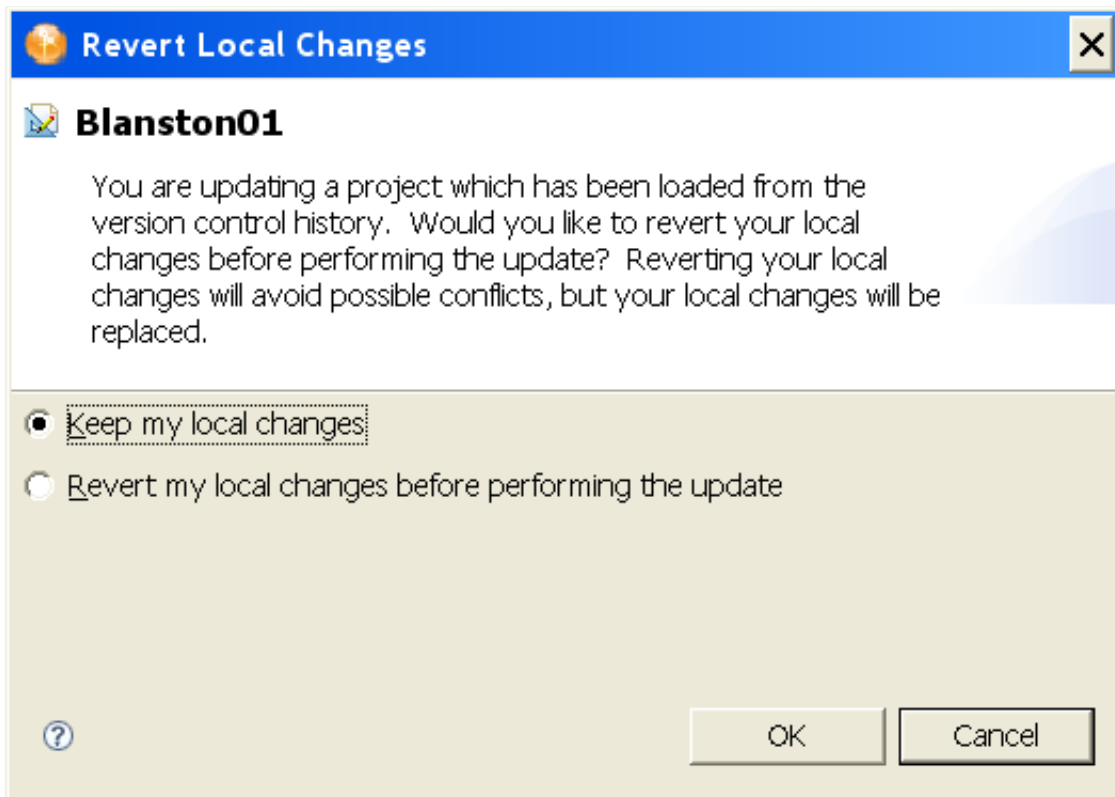 Revert Local Changes
Blanston01
You are updating a project which has been loaded from the
version control history.  Would you like to revert your local
changes before performing the update?  Reverting your local
changes will avoid possible conflicts, but your local changes will be
replaced.
Keep my local changes
Revert my local changes before performing the update
?
OK Cancel